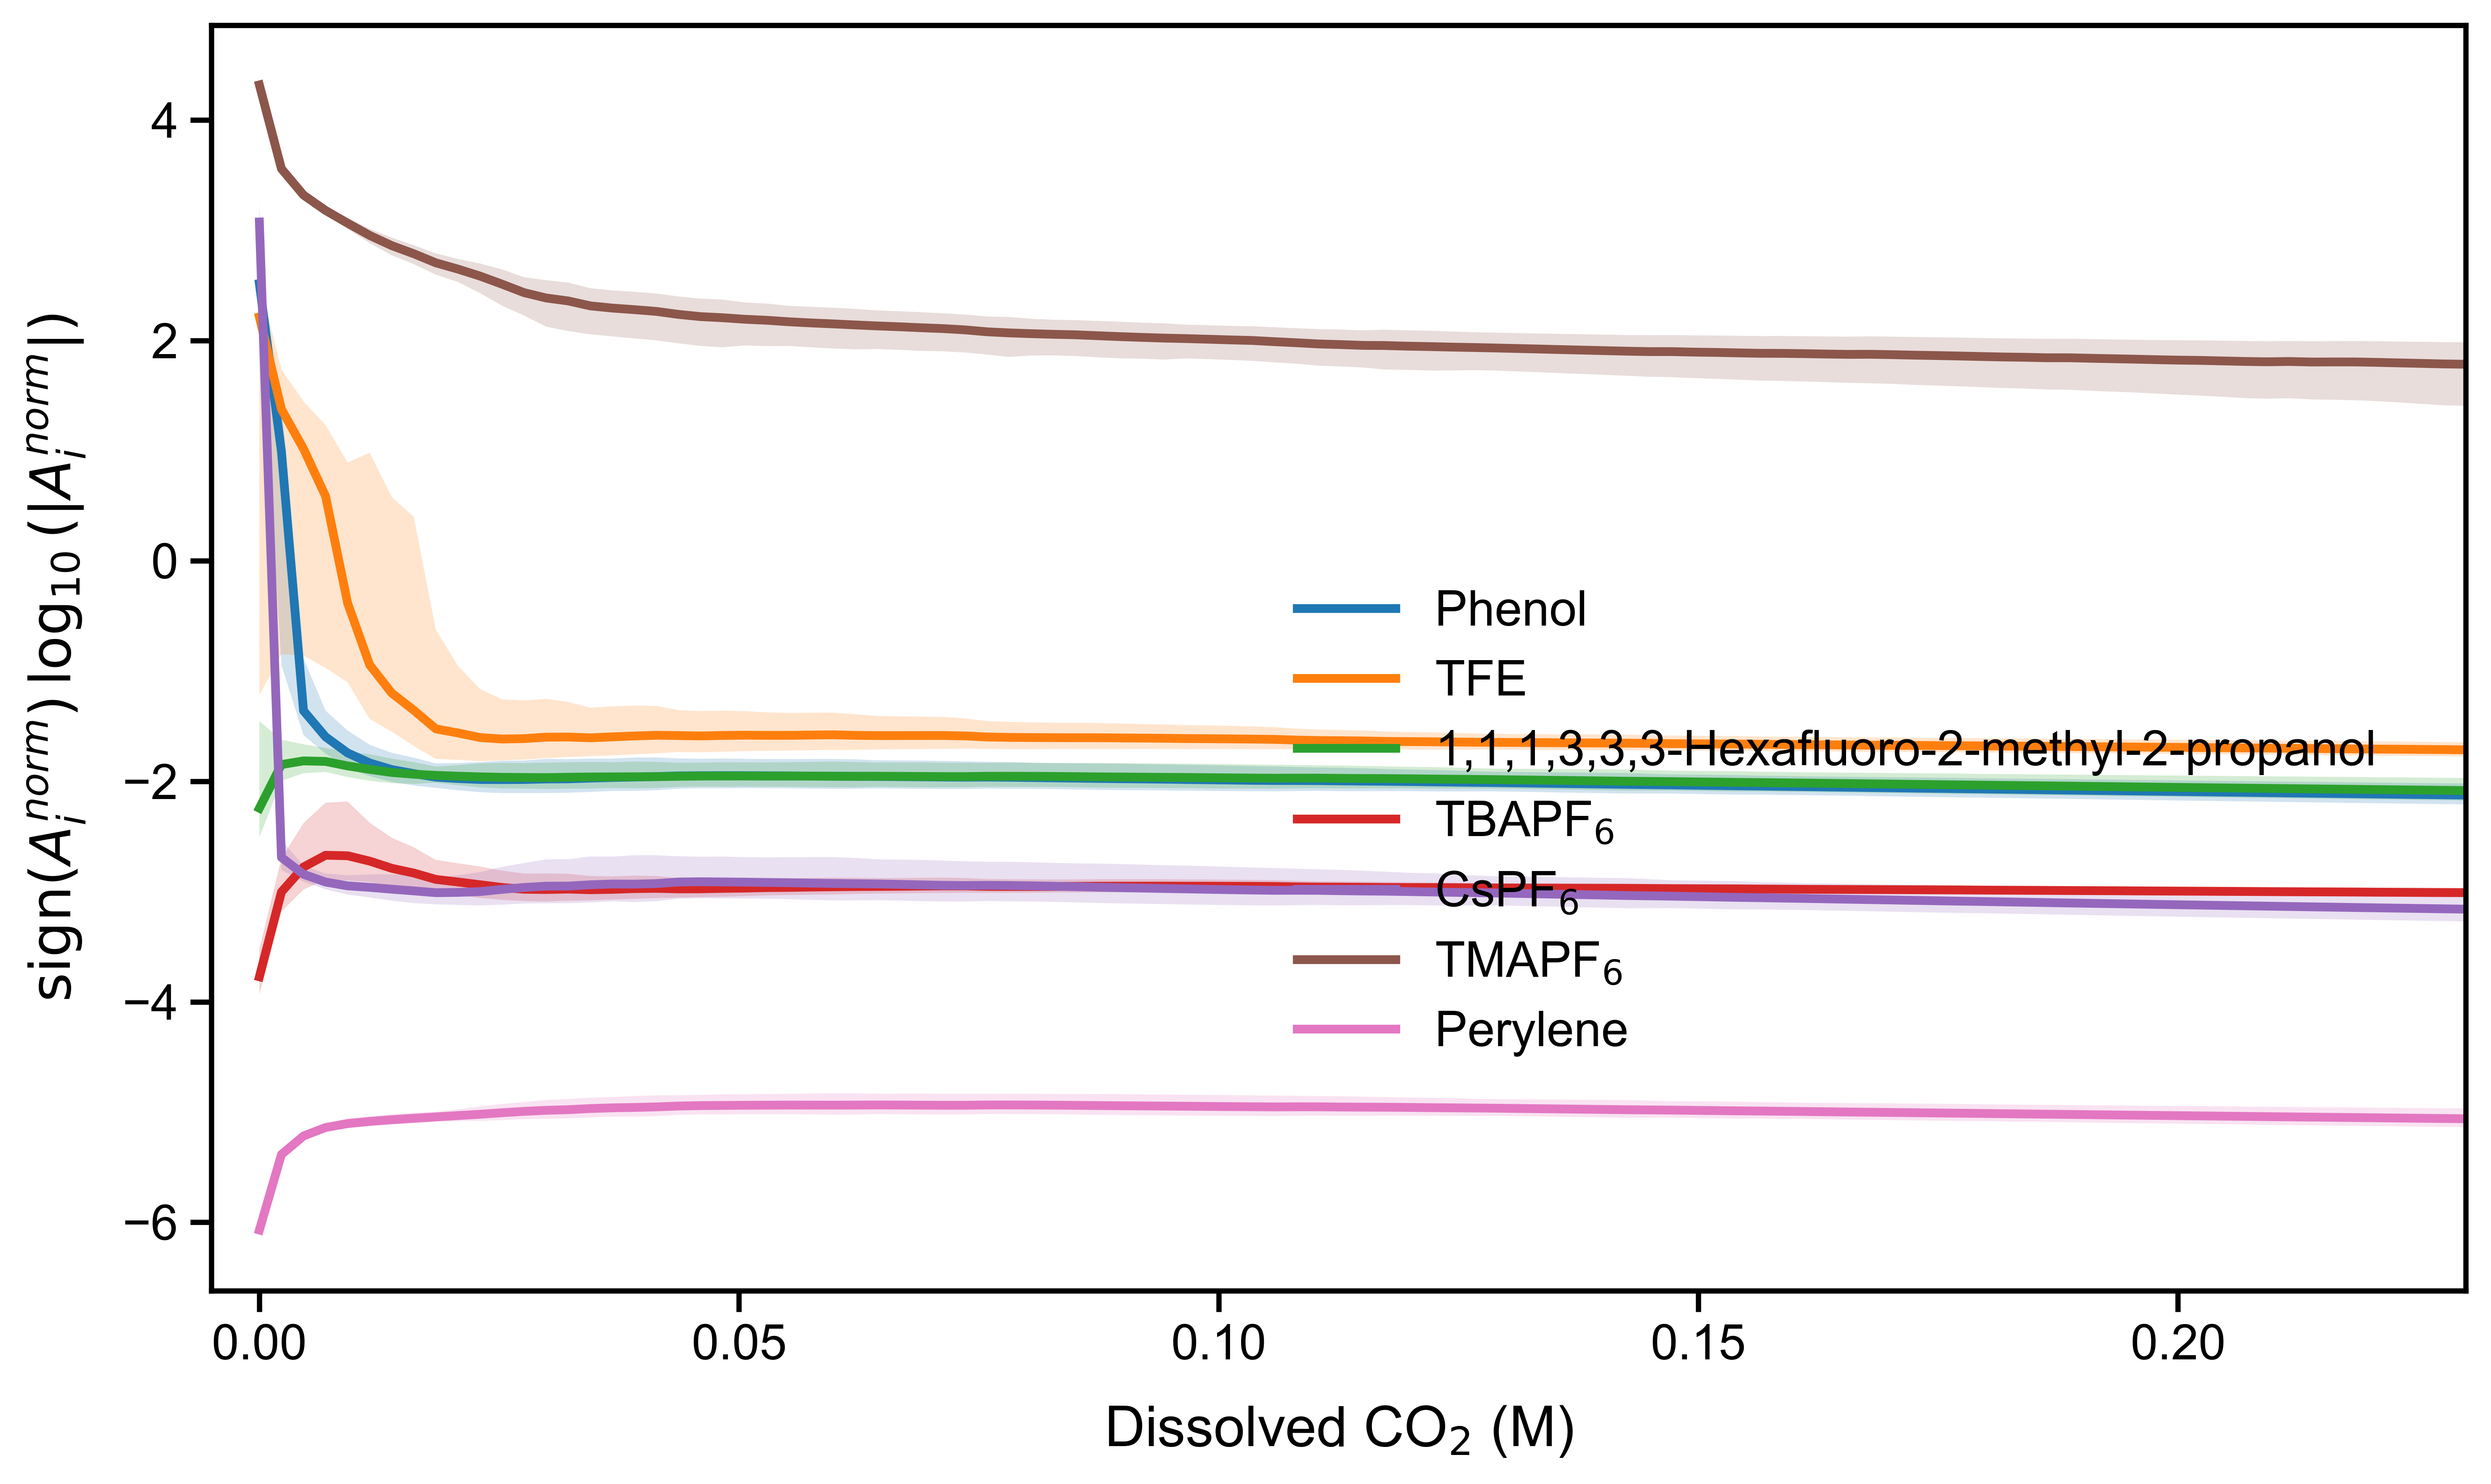 sign(A_i^norm) log₁₀ (|A_i^norm|)
4
2
0
−2
−4
−6
Phenol
TFE
1,1,1,3,3,3-Hexafluoro-2-methyl-2-propanol
TBAPF₆
CsPF₆
TMAPF₆
Perylene
0.00 0.05 0.10 0.15 0.20
Dissolved CO₂ (M)